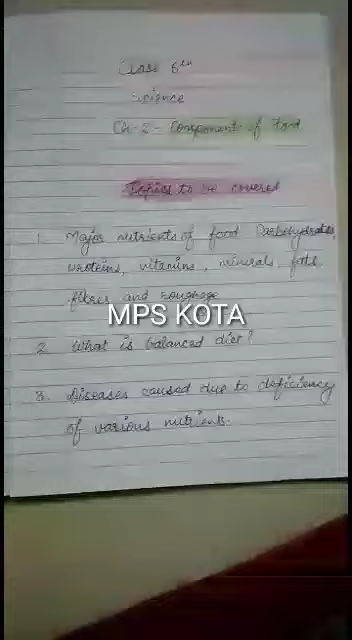 Class 6th
Science
Ch-2- Component of Food
Topics to be covered
1. Major nutrients of food Carbohydrates,
proteins, vitamins, minerals, fats
fibres and roughage
MPS KOTA
2. What is balanced diet?
3. Diseases caused due to deficiency
of various nutrients.